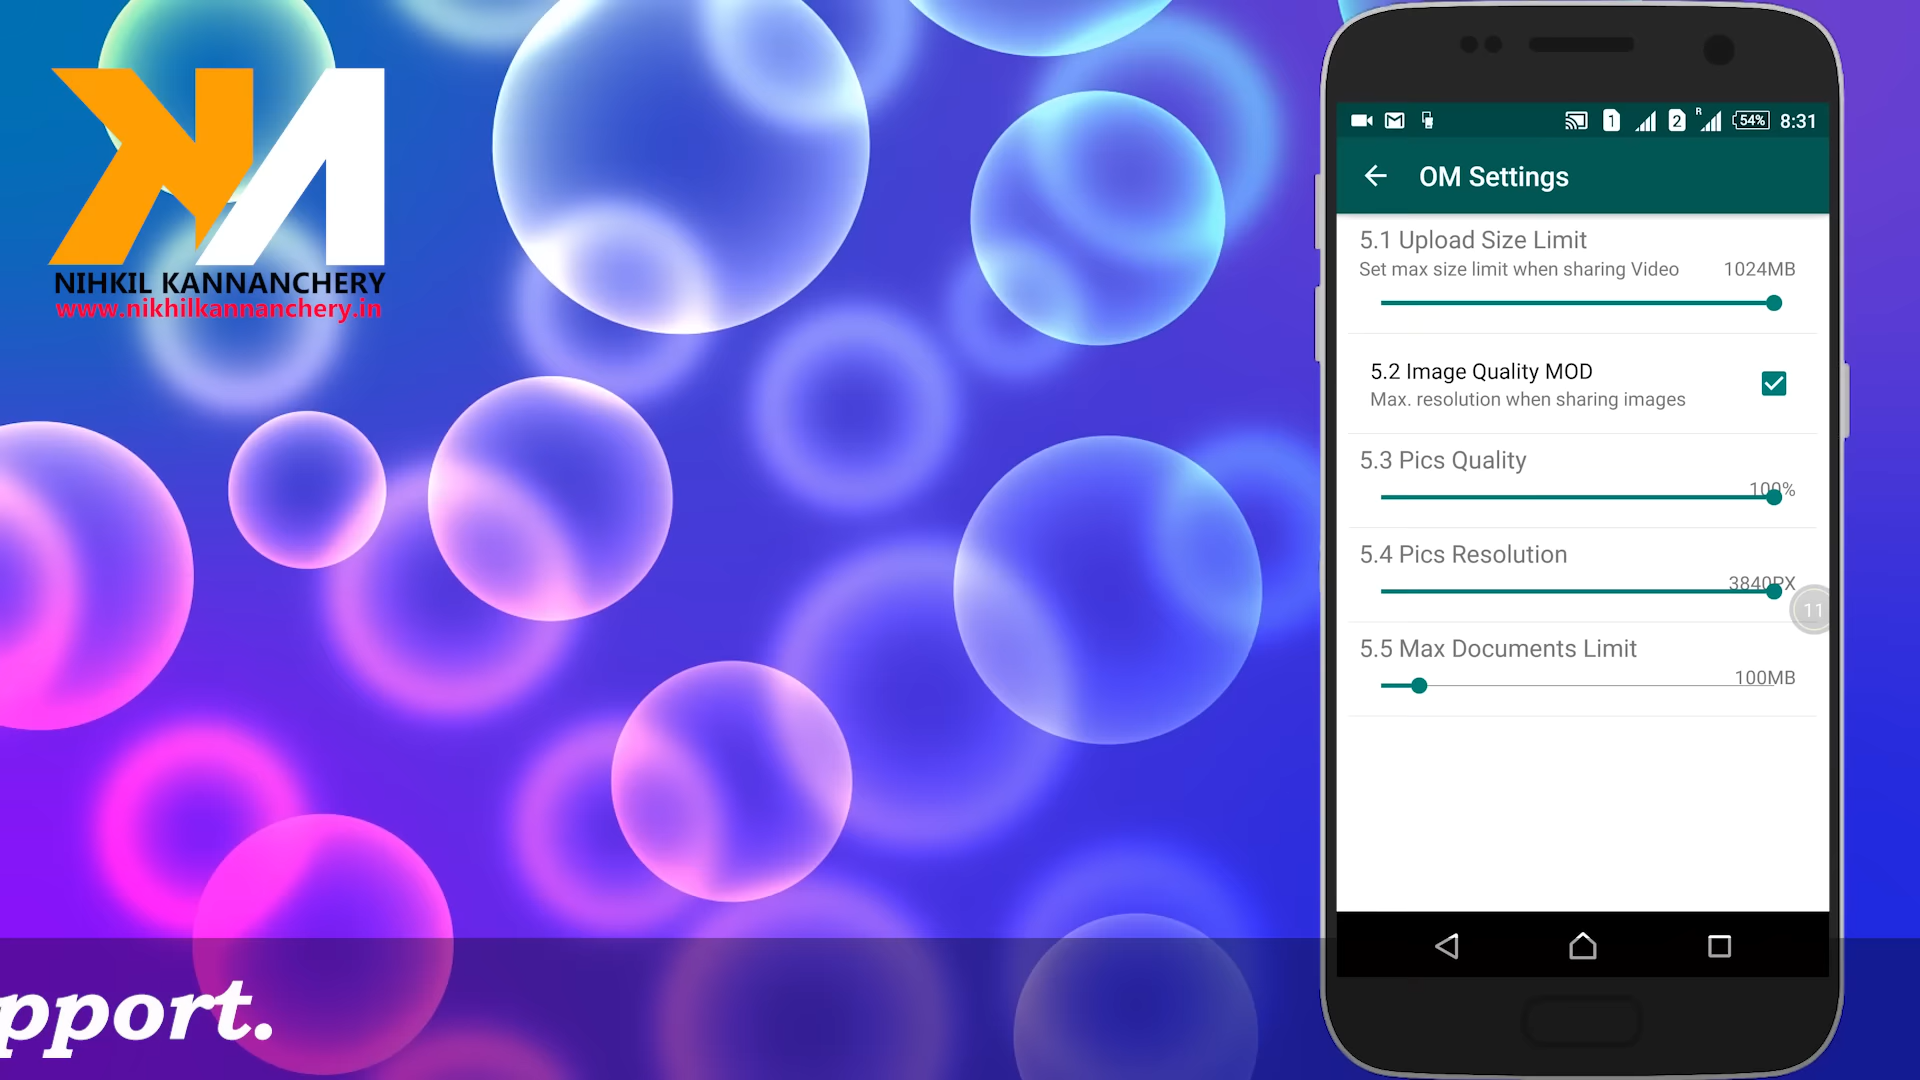 NIHKIL KANNANCHERY
www.nikhilkannanchery.in
pport.
1
2
R
54%
8:31
OM Settings
5.1 Upload Size Limit
Set max size limit when sharing Video 1024MB
5.2 Image Quality MOD
Max. resolution when sharing images
5.3 Pics Quality
100%
5.4 Pics Resolution
3840PX
11
5.5 Max Documents Limit
100MB